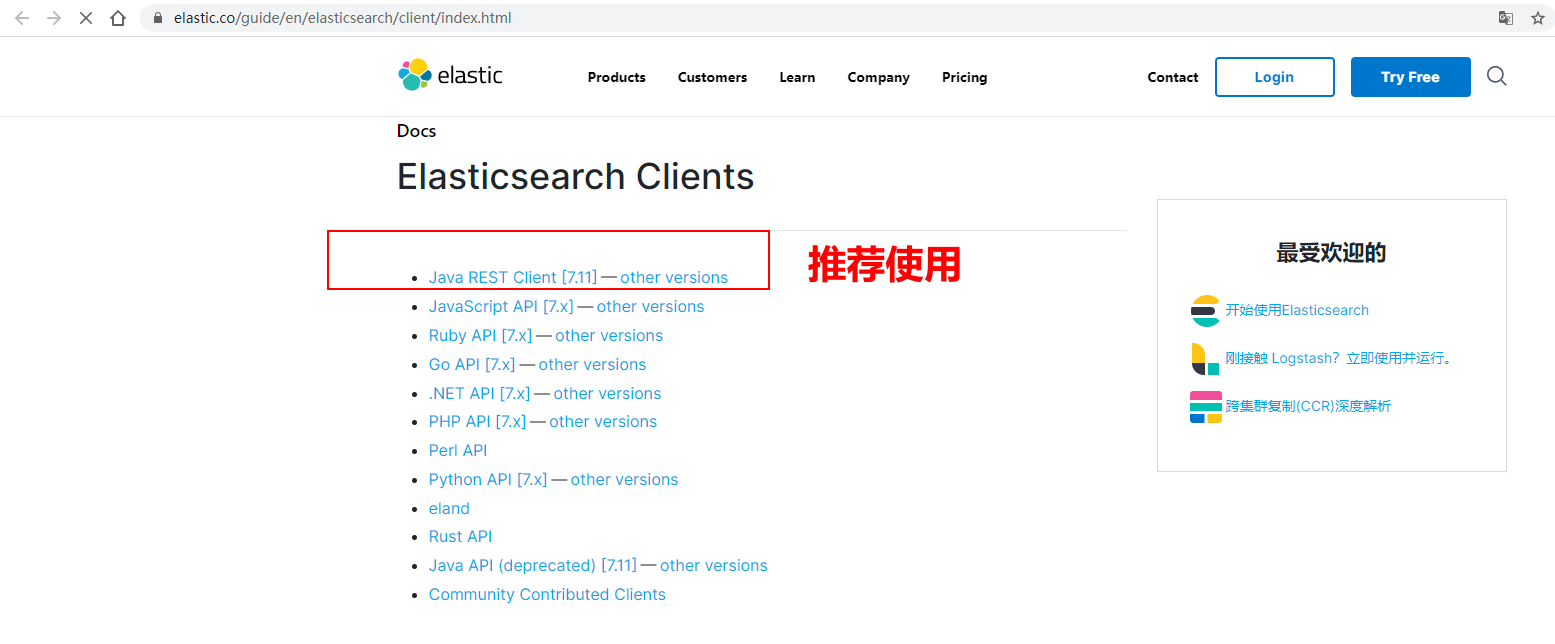 elastic.co/guide/en/elasticsearch/client/index.html
elastic
Products
Customers
Learn
Company
Pricing
Contact
Login
Try Free
Docs
Elasticsearch Clients
推荐使用
Java REST Client [7.11] — other versions
JavaScript API [7.x] — other versions
Ruby API [7.x] — other versions
Go API [7.x] — other versions
.NET API [7.x] — other versions
PHP API [7.x] — other versions
Perl API
Python API [7.x] — other versions
eland
Rust API
Java API (deprecated) [7.11] — other versions
Community Contributed Clients
最受欢迎的
开始使用Elasticsearch
刚接触 Logstash？立即使用并运行。
跨集群复制(CCR)深度解析